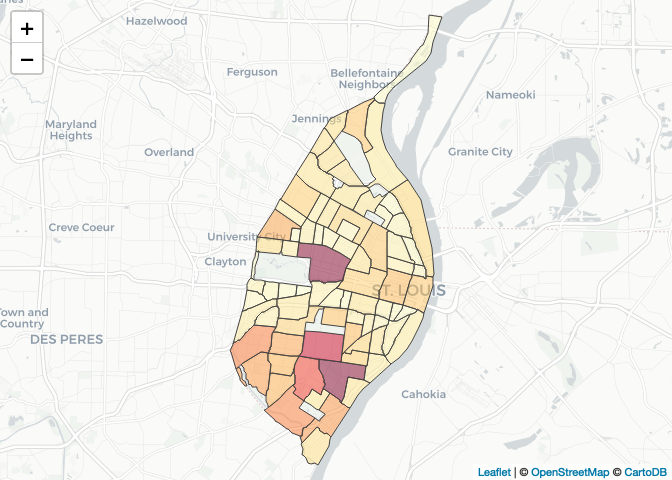 +
−
Hazelwood
Ferguson
Bellefontaine
Neighbors
Nameoki
Jennings
Maryland
Heights
Overland
Granite City
Creve Coeur
University City
Clayton
ST. LOUIS
Town and
Country
DES PERES
Cahokia
Leaflet | © OpenStreetMap © CartoDB